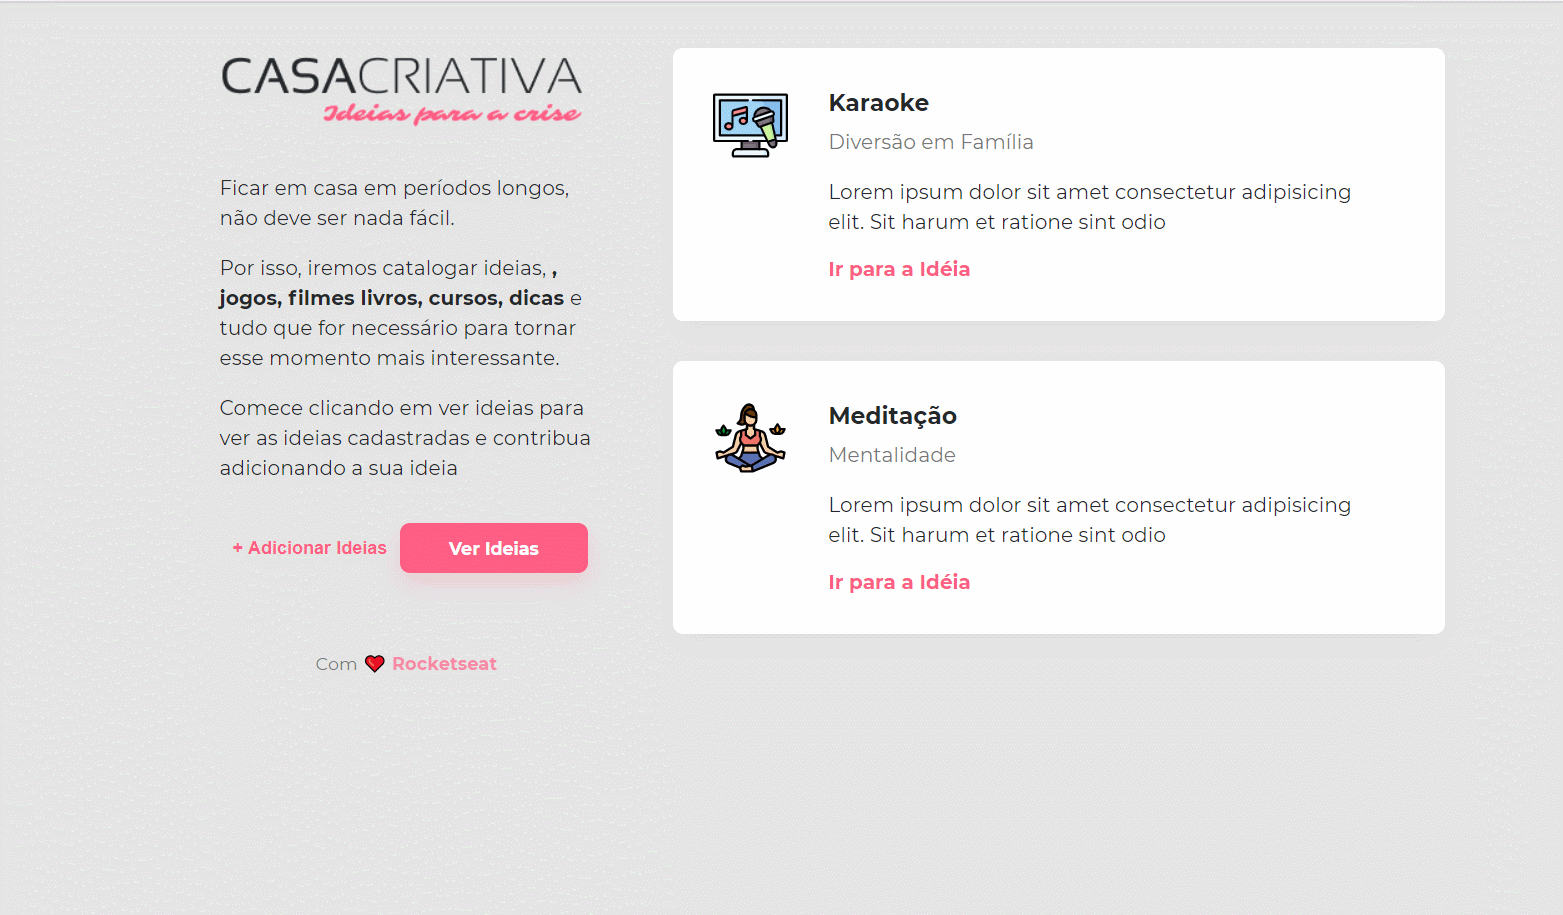 CASACRIATIVA
Ideias para a crise
Ficar em casa em períodos longos,
não deve ser nada fácil.
Por isso, iremos catalogar ideias, ,
jogos, filmes livros, cursos, dicas e
tudo que for necessário para tornar
esse momento mais interessante.
Comece clicando em ver ideias para
ver as ideias cadastradas e contribua
adicionando a sua ideia
+ Adicionar Ideias
Ver Ideias
Com Rocketseat
Karaoke
Diversão em Família
Lorem ipsum dolor sit amet consectetur adipisicing
elit. Sit harum et ratione sint odio
Ir para a Idéia
Meditação
Mentalidade
Lorem ipsum dolor sit amet consectetur adipisicing
elit. Sit harum et ratione sint odio
Ir para a Idéia